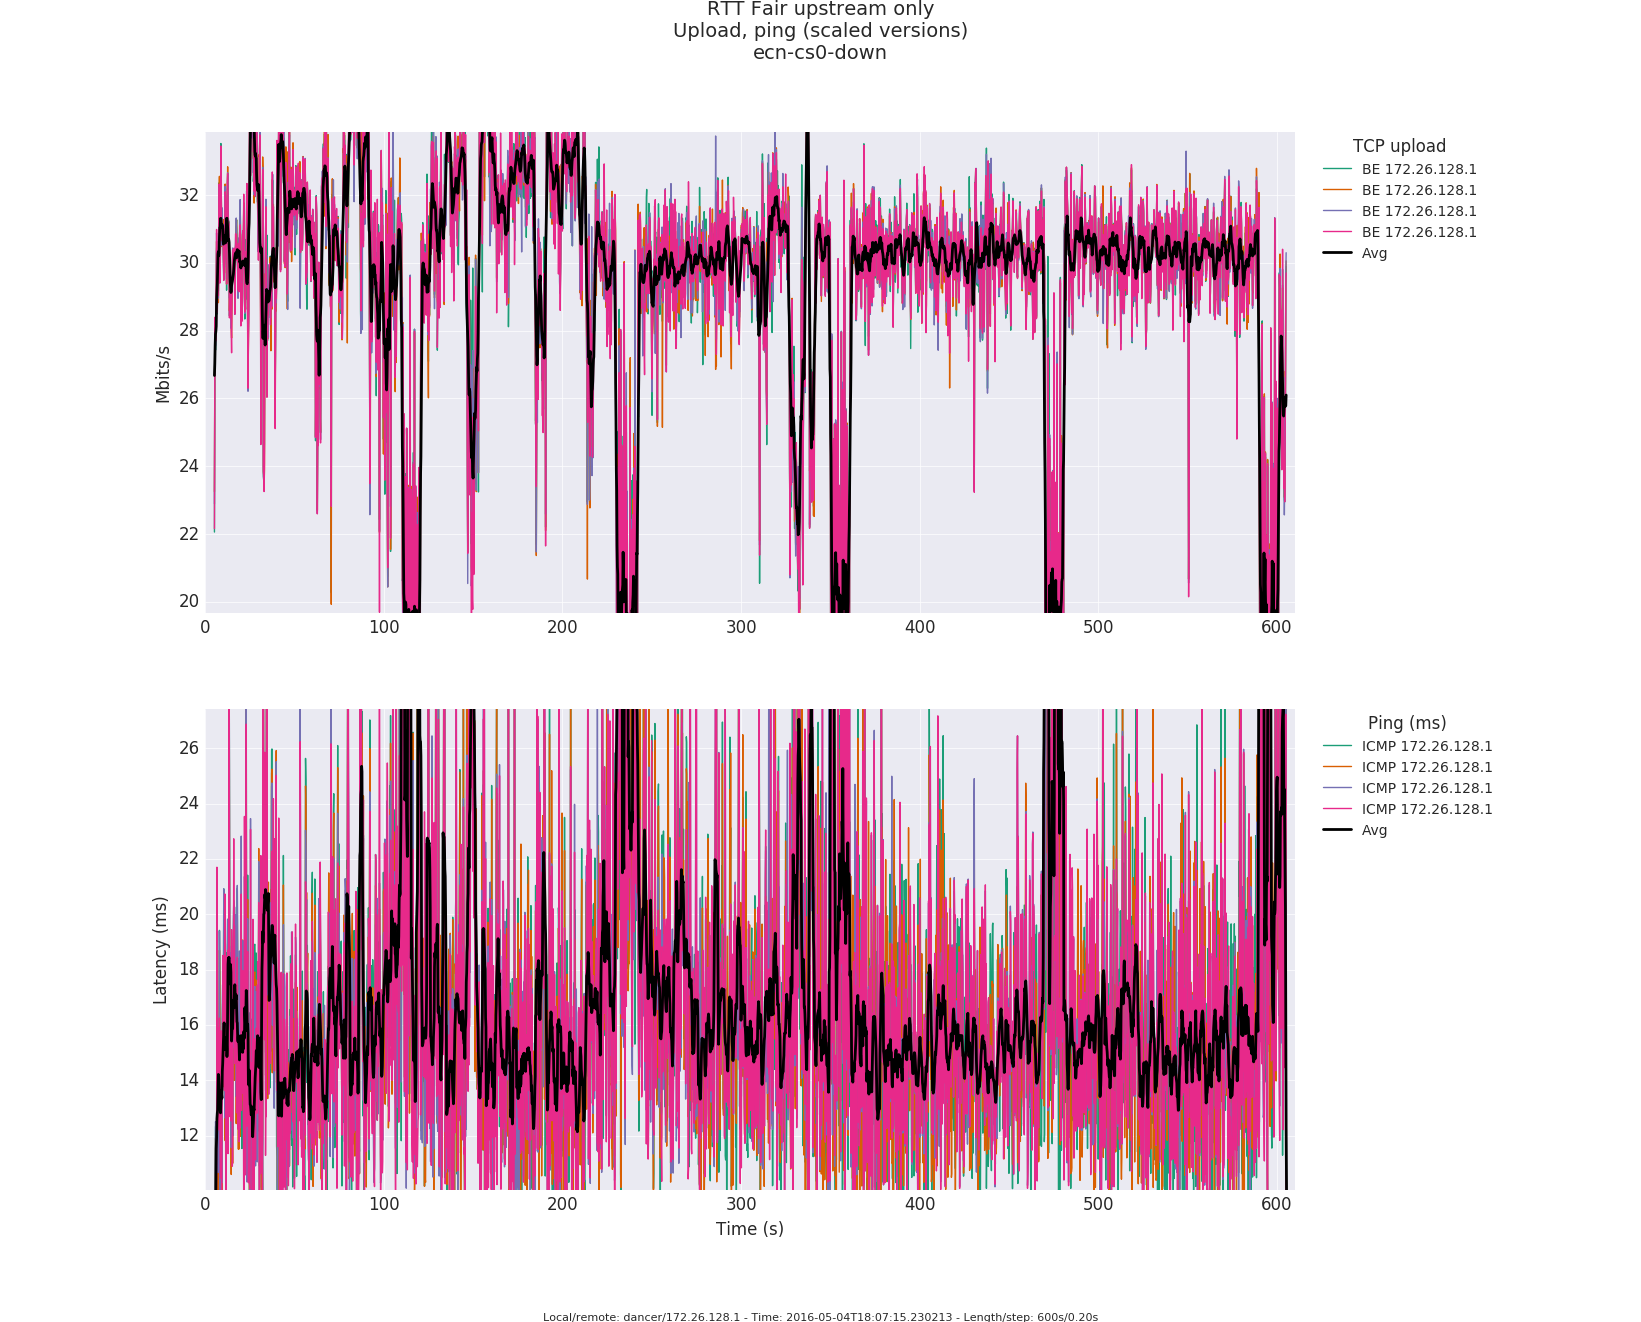 RTT Fair upstream only
Upload, ping (scaled versions)
ecn-cs0-down
TCP upload
BE 172.26.128.1
BE 172.26.128.1
BE 172.26.128.1
BE 172.26.128.1
Avg
Mbits/s
32
30
28
26
24
22
20
0 100 200 300 400 500 600
Ping (ms)
ICMP 172.26.128.1
ICMP 172.26.128.1
ICMP 172.26.128.1
ICMP 172.26.128.1
Avg
Latency (ms)
26
24
22
20
18
16
14
12
0 100 200 300 400 500 600
Time (s)
Local/remote: dancer/172.26.128.1 - Time: 2016-05-04T18:07:15.230213 - Length/step: 600s/0.20s